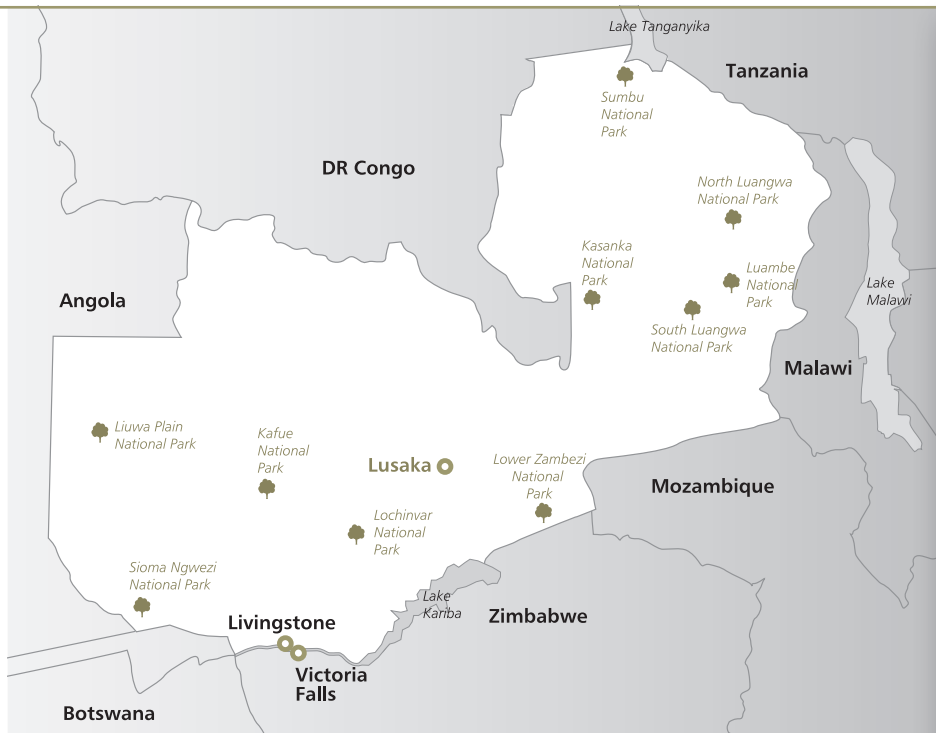 Lake Tanganyika
Tanzania
Sumbu
National
Park
DR Congo
North Luangwa
National Park
Kasanka
National
Park
Luambe
National
Park
Lake
Malawi
Angola
South Luangwa
National Park
Malawi
Liuwa Plain
National Park
Kafue
National
Park
Lusaka
Lower Zambezi
National
Park
Mozambique
Lochinvar
National
Park
Sioma Ngwezi
National Park
Lake
Kariba
Zimbabwe
Livingstone
Victoria
Falls
Botswana